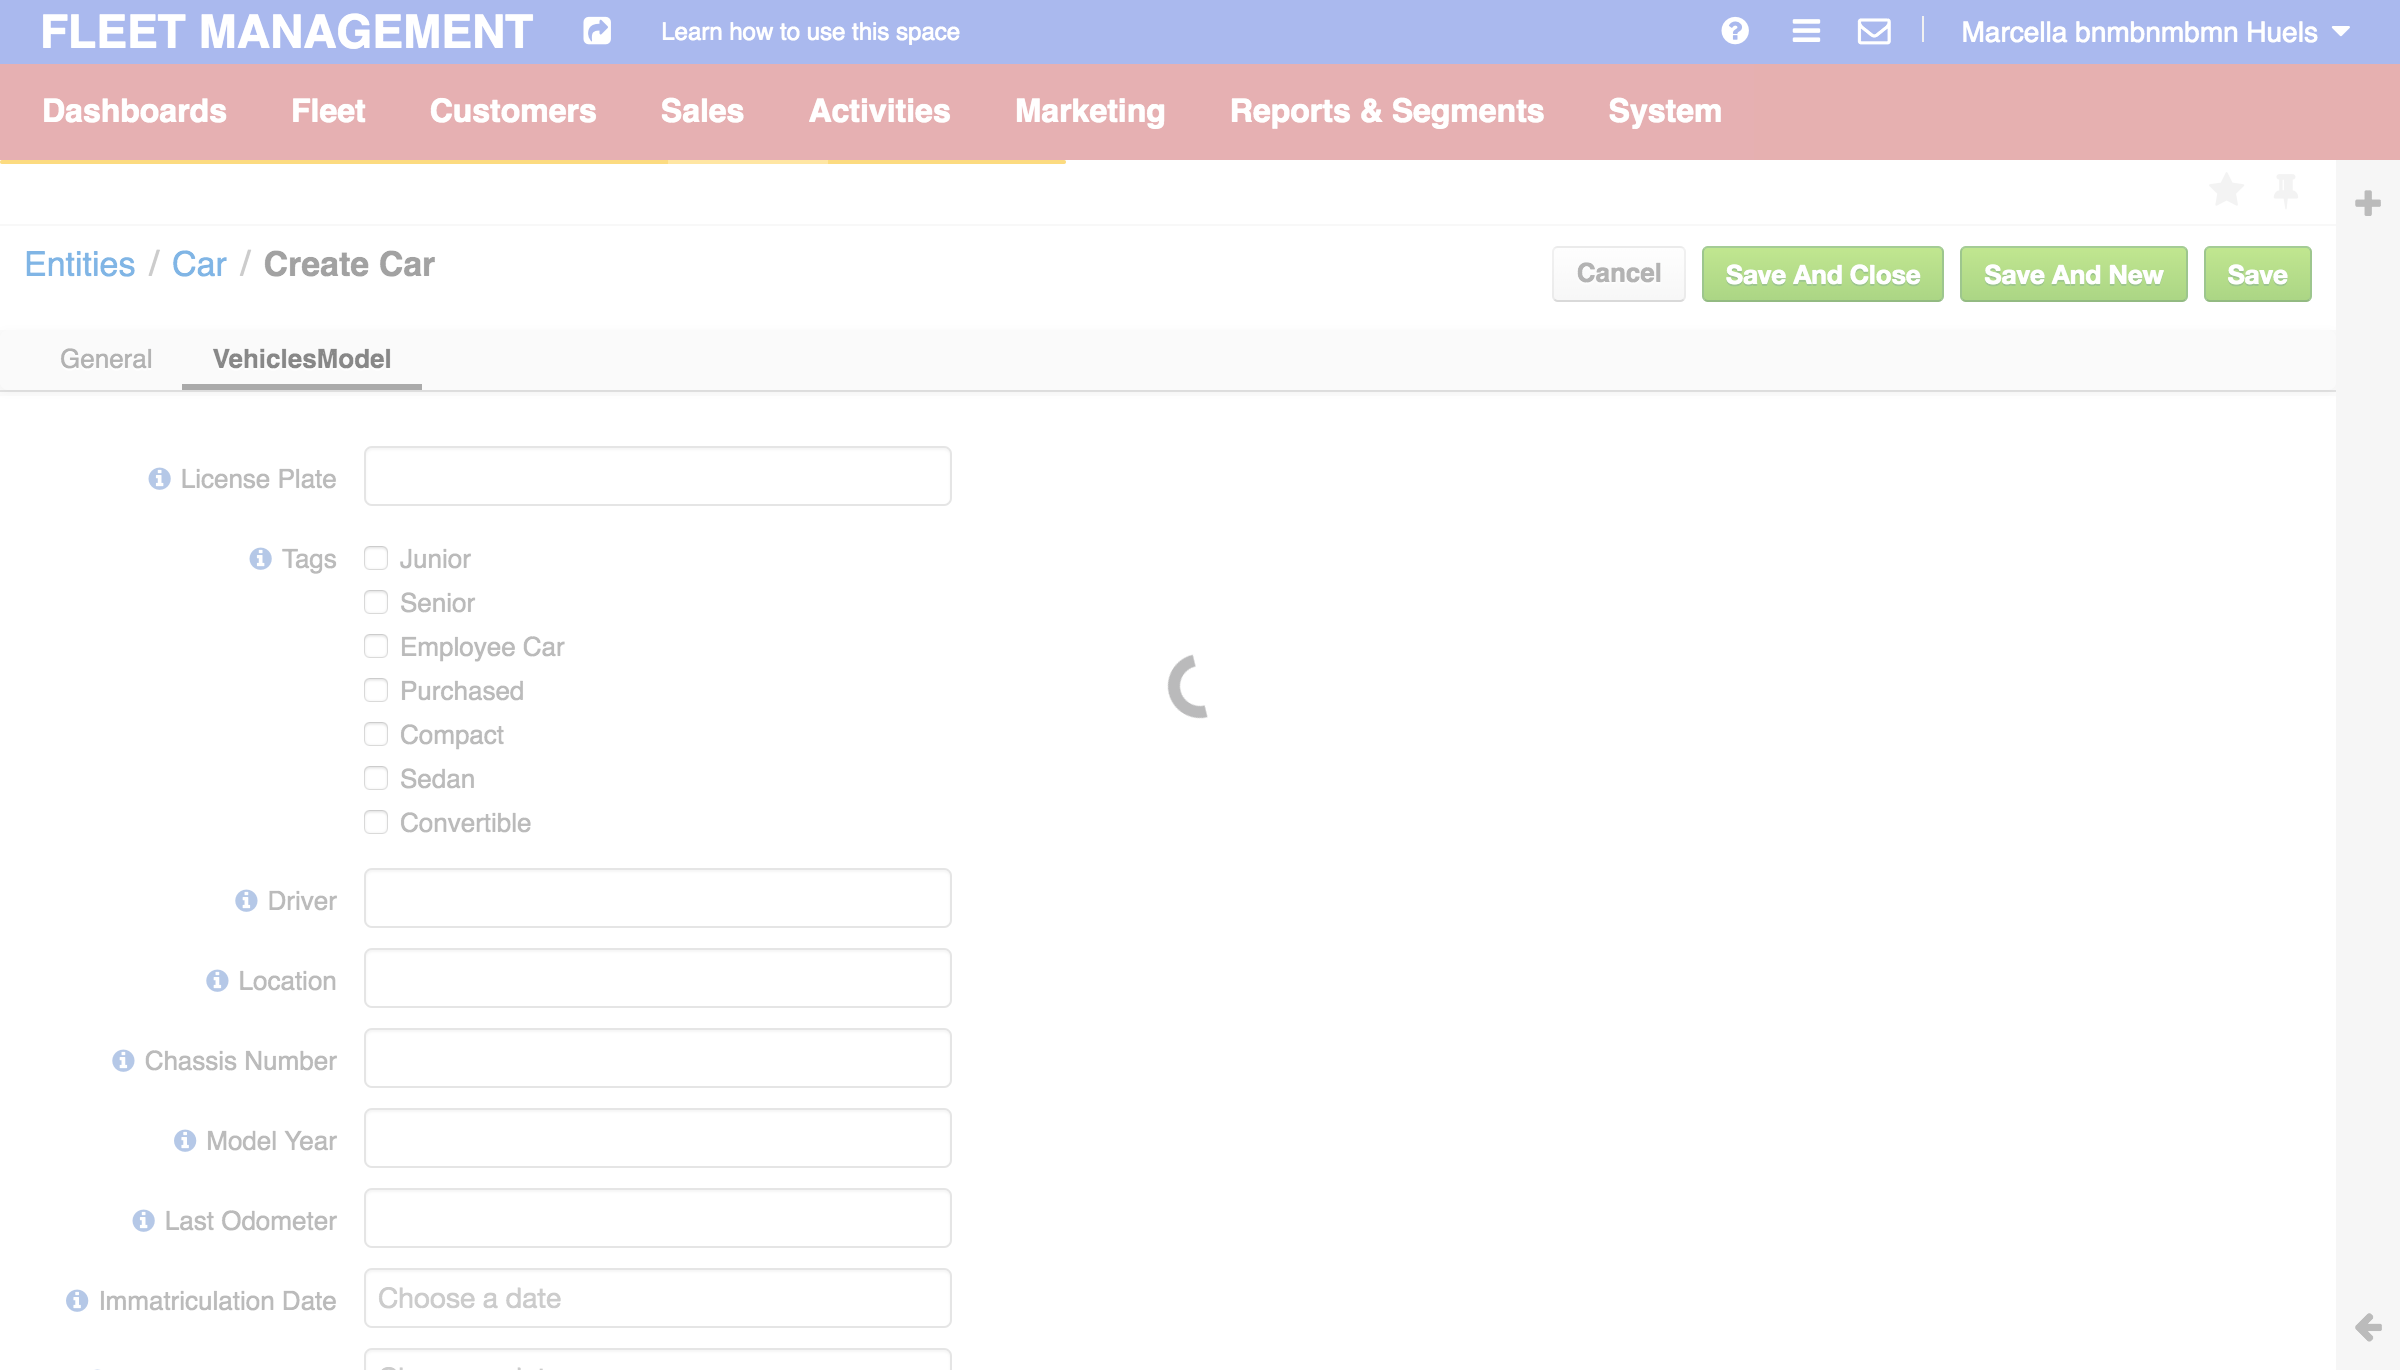 FLEET MANAGEMENT Learn how to use this space Marcella bnmbnmbmn Huels
Dashboards Fleet Customers Sales Activities Marketing Reports & Segments System
Entities / Car / Create Car Cancel Save And Close Save And New Save
General VehiclesModel
License Plate
Tags Junior
Senior
Employee Car
Purchased
Compact
Sedan
Convertible
Driver
Location
Chassis Number
Model Year
Last Odometer
Immatriculation Date Choose a date